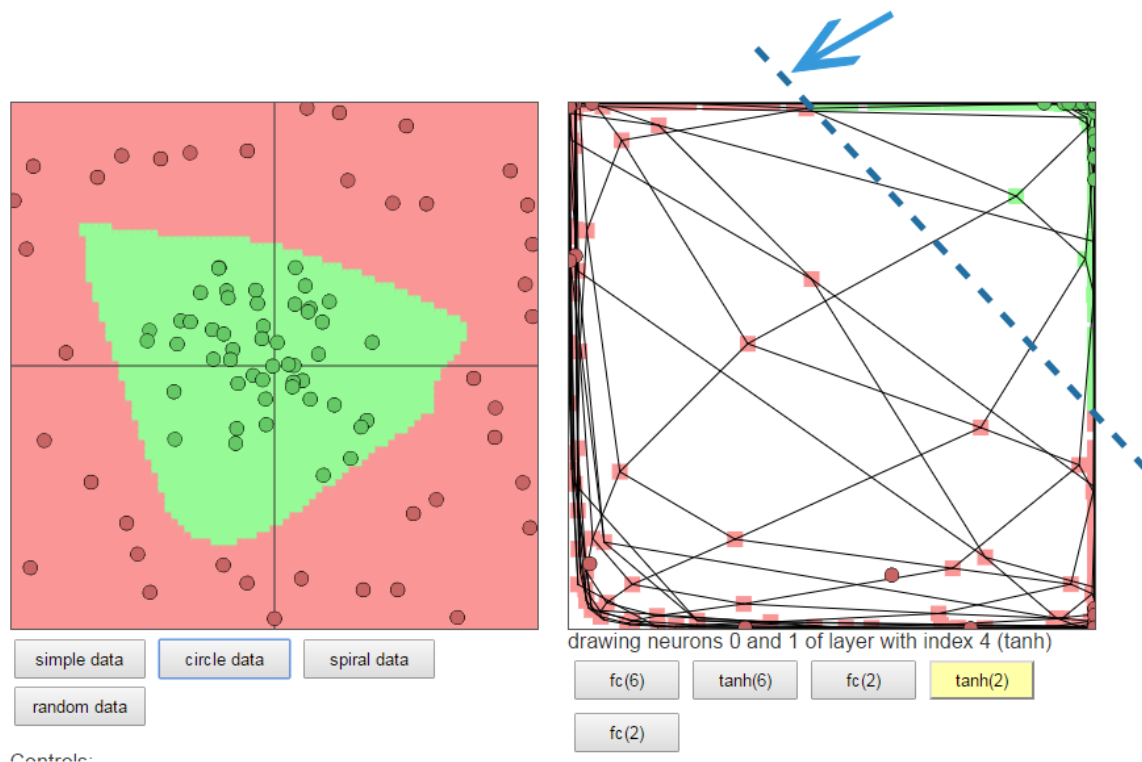 drawing neurons 0 and 1 of layer with index 4 (tanh)
simple data
circle data
spiral data
random data
fc(6)
tanh(6)
fc(2)
tanh(2)
fc(2)
Controls: